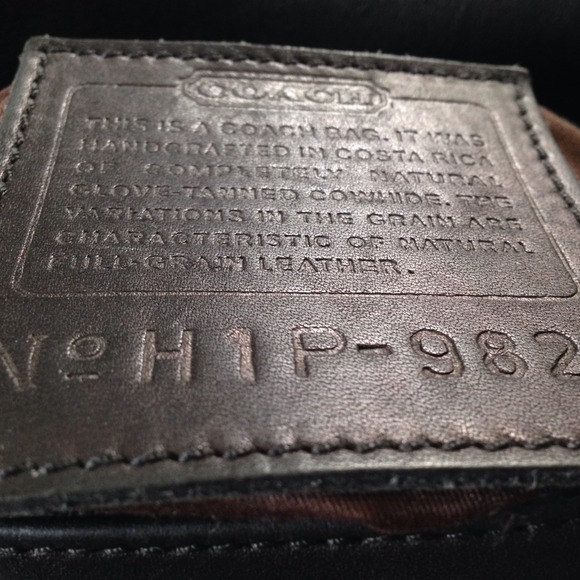 COACH
THIS IS A COACH BAG. IT WAS
HANDCRAFTED IN COSTA RICA
OF COMPLETELY NATURAL
GLOVE-TANNED COWHIDE. THE
VARIATIONS IN THE GRAIN ARE
CHARACTERISTIC OF NATURAL
FULL-GRAIN LEATHER.
Nº H1P-982